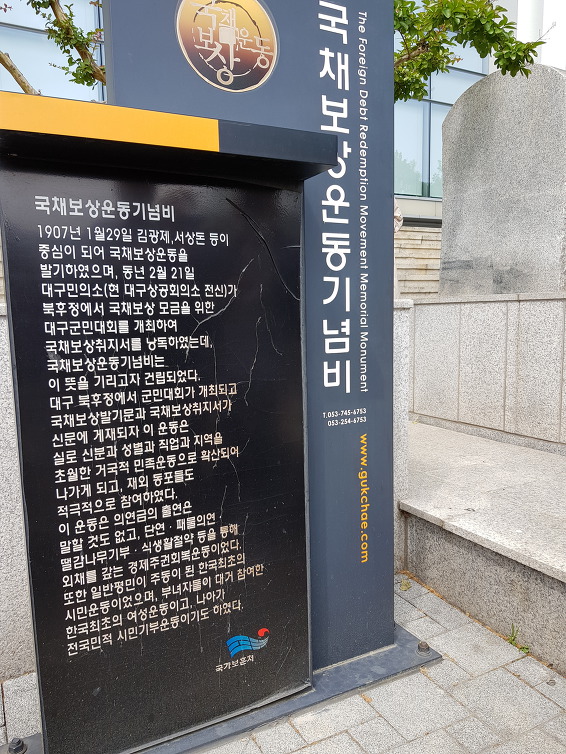 국채
보상운동
국채보상운동기념비
The Foreign Debt Redemption Movement Memorial Monument
T.053-745-6753
053-254-6753
www.gukchae.com
국채보상운동기념비
1907년 1월29일 김광제,서상돈 등이
중심이 되어 국채보상운동을
발기하였으며, 동년 2월 21일
대구민의소(현 대구상공회의소 전신)가
북후정에서 국채보상 모금을 위한
대구군민대회를 개최하여
국채보상취지서를 낭독하였는데,
국채보상운동기념비는
이 뜻을 기리고자 건립되었다.
대구 북후정에서 군민대회가 개최되고
국채보상발기문과 국채보상취지서가
신문에 게재되자 이 운동은
실로 신분과 성별과 직업과 지역을
초월한 거국적 민족운동으로 확산되어
나가게 되고, 재외 동포들도
적극적으로 참여하였다.
이 운동은 의연금의 출연은
말할 것도 없고, 단연·패물의연·
땔감나무기부·식생활절약 등을 통해
외채를 갚는 경제주권회복운동이었다.
또한 일반평민이 주동이 된 한국최초의
시민운동이었으며, 부녀자들이 대거 참여한
한국최초의 여성운동이고, 나아가
전국민적 시민기부운동이기도 하였다.
국가보훈처